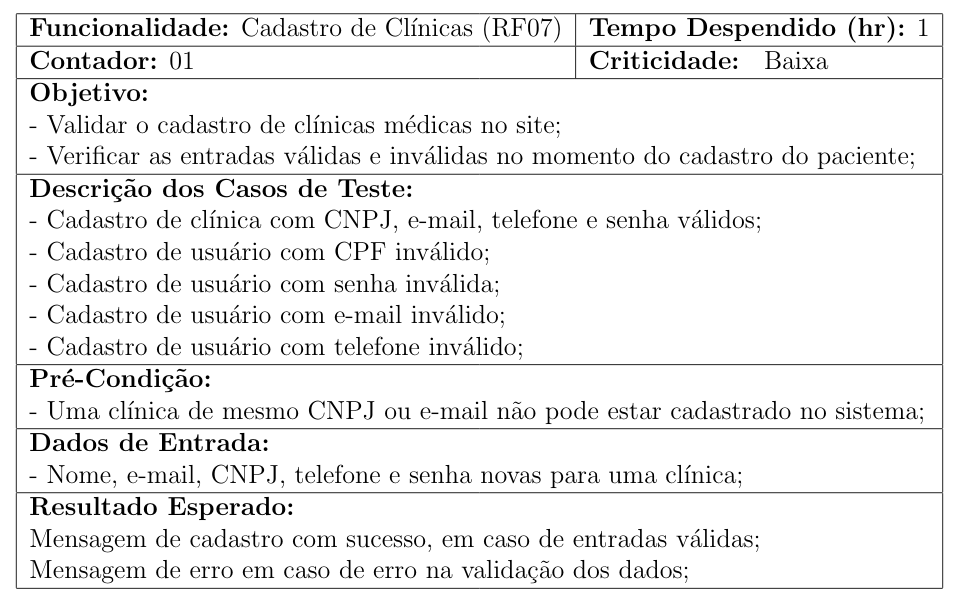 Funcionalidade: Cadastro de Clínicas (RF07) Tempo Despendido (hr): 1
Contador: 01 Criticidade: Baixa
Objetivo:
- Validar o cadastro de clínicas médicas no site;
- Verificar as entradas válidas e inválidas no momento do cadastro do paciente;
Descrição dos Casos de Teste:
- Cadastro de clínica com CNPJ, e-mail, telefone e senha válidos;
- Cadastro de usuário com CPF inválido;
- Cadastro de usuário com senha inválida;
- Cadastro de usuário com e-mail inválido;
- Cadastro de usuário com telefone inválido;
Pré-Condição:
- Uma clínica de mesmo CNPJ ou e-mail não pode estar cadastrado no sistema;
Dados de Entrada:
- Nome, e-mail, CNPJ, telefone e senha novas para uma clínica;
Resultado Esperado:
Mensagem de cadastro com sucesso, em caso de entradas válidas;
Mensagem de erro em caso de erro na validação dos dados;